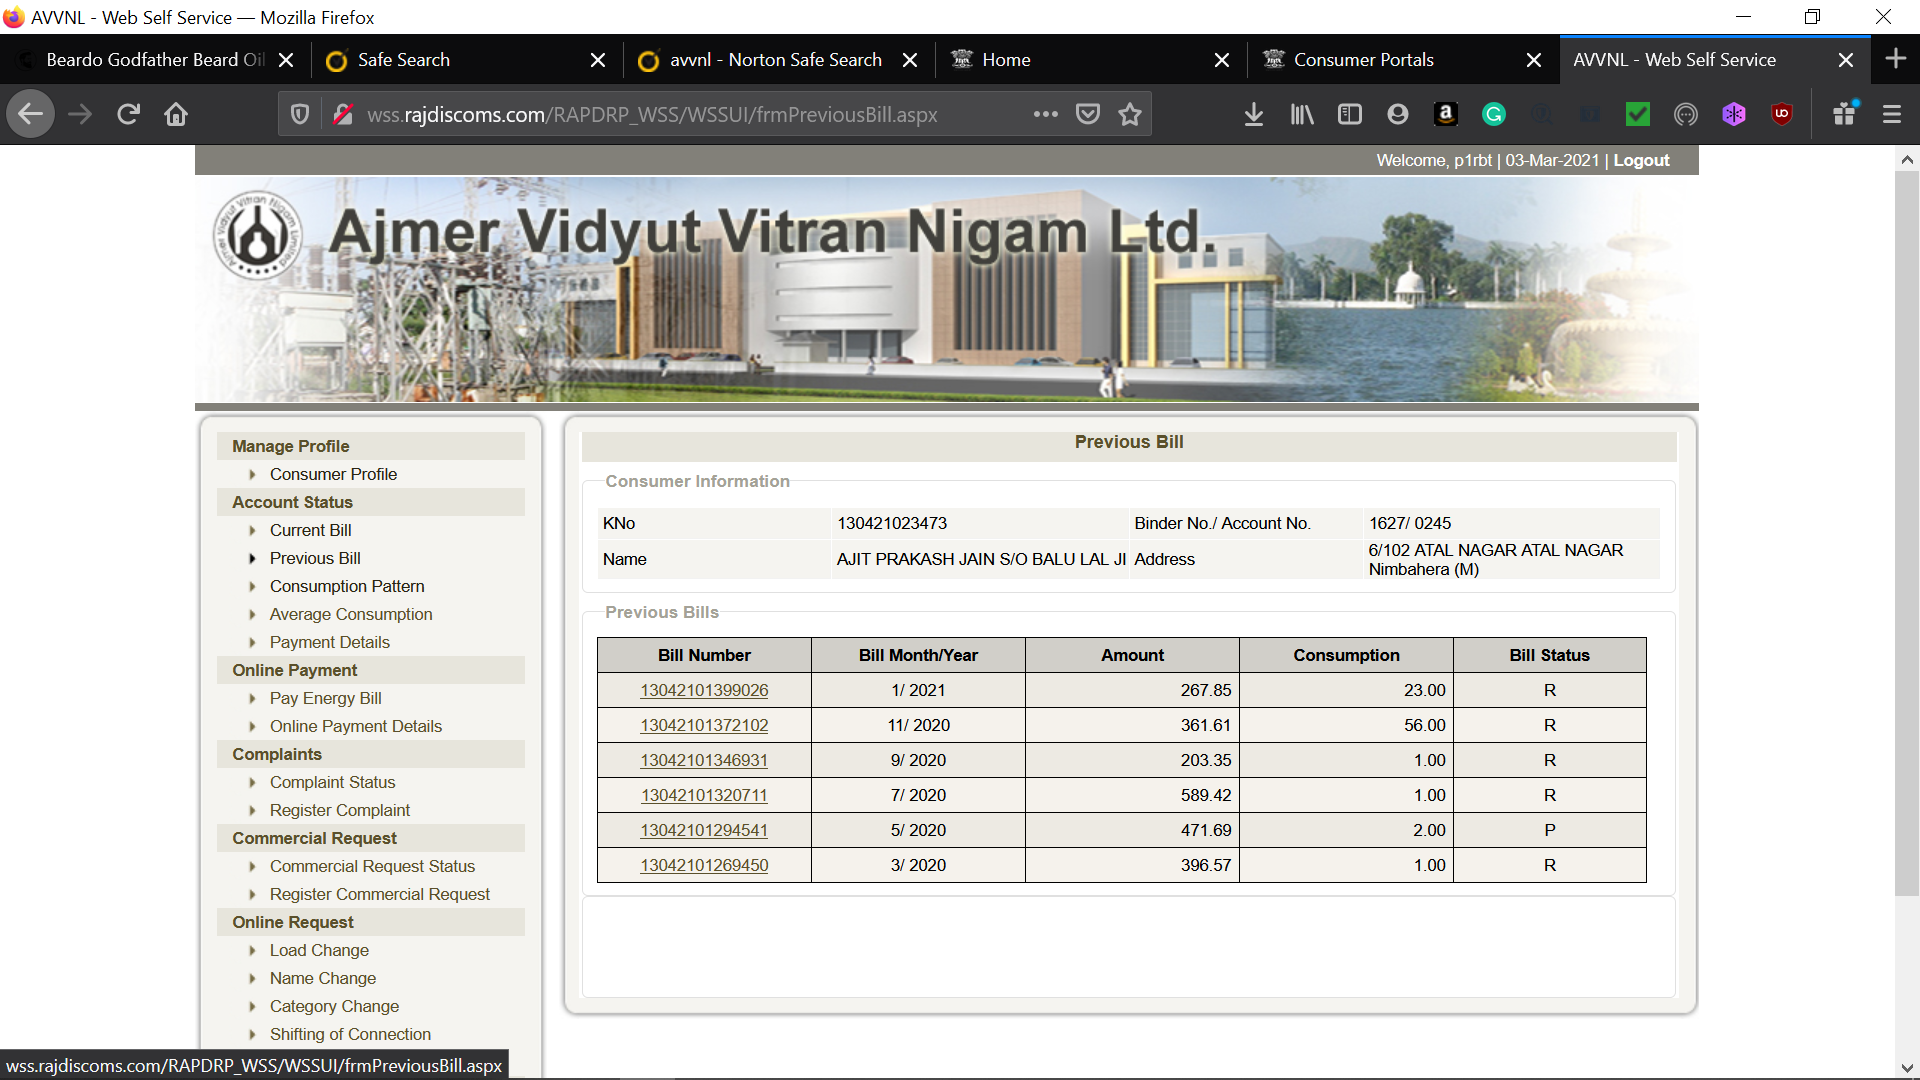 AVVNL - Web Self Service — Mozilla Firefox
Beardo Godfather Beard Oil
Safe Search
avvnl - Norton Safe Search
Home
Consumer Portals
AVVNL - Web Self Service
wss.rajdiscoms.com/RAPDRP_WSS/WSSUI/frmPreviousBill.aspx
Welcome, p1rbt | 03-Mar-2021 | Logout
Ajmer Vidyut Vitran Nigam Ltd.
Ajmer Vidyut Vitran Nigam Limited
Manage Profile
Consumer Profile
Account Status
Current Bill
Previous Bill
Consumption Pattern
Average Consumption
Payment Details
Online Payment
Pay Energy Bill
Online Payment Details
Complaints
Complaint Status
Register Complaint
Commercial Request
Commercial Request Status
Register Commercial Request
Online Request
Load Change
Name Change
Category Change
Shifting of Connection
Previous Bill
Consumer Information
KNo 130421023473 Binder No./ Account No. 1627/ 0245
Name AJIT PRAKASH JAIN S/O BALU LAL JI Address 6/102 ATAL NAGAR ATAL NAGAR
Nimbahera (M)
Previous Bills
Bill Number Bill Month/Year Amount Consumption Bill Status
13042101399026 1/ 2021 267.85 23.00 R
13042101372102 11/ 2020 361.61 56.00 R
13042101346931 9/ 2020 203.35 1.00 R
13042101320711 7/ 2020 589.42 1.00 R
13042101294541 5/ 2020 471.69 2.00 P
13042101269450 3/ 2020 396.57 1.00 R
wss.rajdiscoms.com/RAPDRP_WSS/WSSUI/frmPreviousBill.aspx